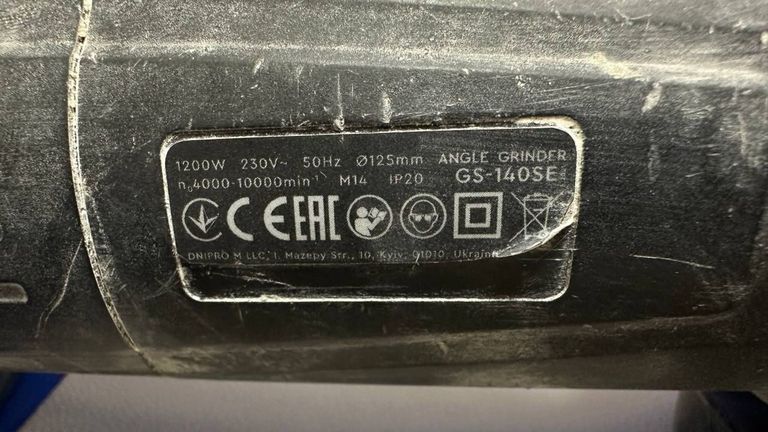 1200W 230V~ 50Hz Ø125mm ANGLE GRINDER
n₀4000-10000min⁻¹ M14 IP20 GS-140SE
CE EAC
DNIPRO M LLC, I. Mazepy Str., 10, Kyiv, 01010, Ukraine